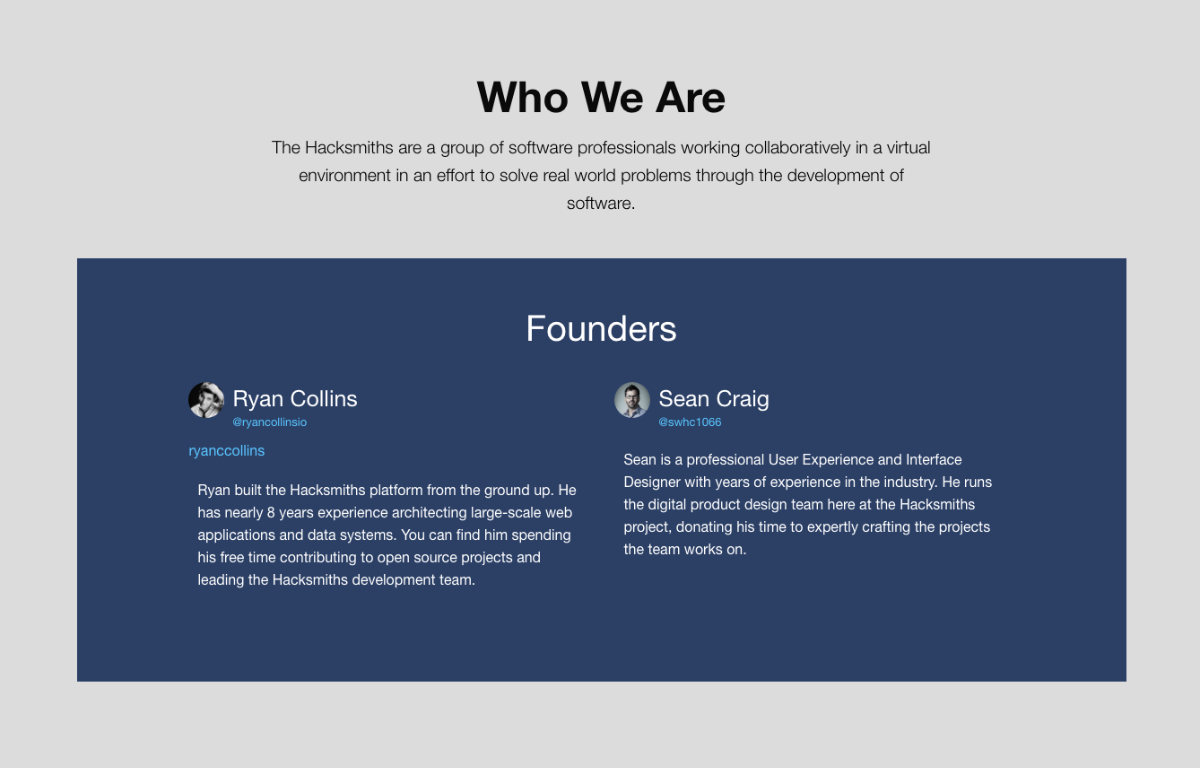 Who We Are
The Hacksmiths are a group of software professionals working collaboratively in a virtual
environment in an effort to solve real world problems through the development of
software.
Founders
Ryan Collins
@ryancollinsio
ryanccollins
Ryan built the Hacksmiths platform from the ground up. He
has nearly 8 years experience architecting large-scale web
applications and data systems. You can find him spending
his free time contributing to open source projects and
leading the Hacksmiths development team.
Sean Craig
@swhc1066
Sean is a professional User Experience and Interface
Designer with years of experience in the industry. He runs
the digital product design team here at the Hacksmiths
project, donating his time to expertly crafting the projects
the team works on.